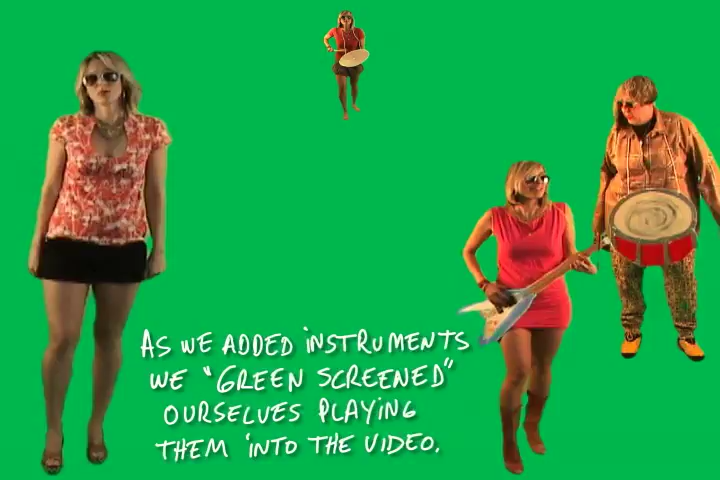 AS WE ADDED INSTRUMENTS
WE "GREEN SCREENED"
OURSELVES PLAYING
THEM INTO THE VIDEO.